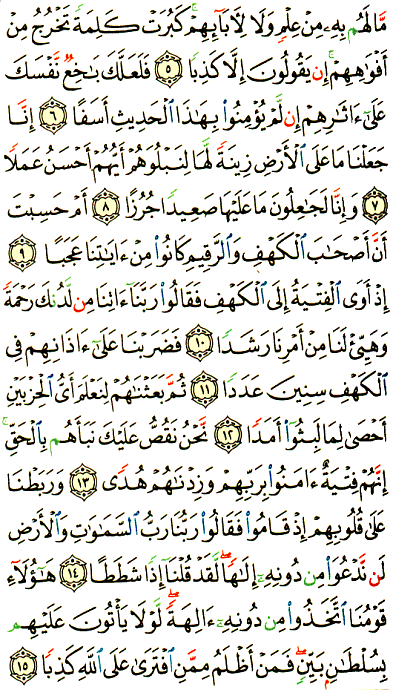 مَّا لَهُم بِهِۦ مِنْ عِلْمٍ وَلَا لِأَبَآئِهِمْ ۚ كَبُرَتْ كَلِمَةً تَخْرُجُ مِنْ
أَفْوَٰهِهِمْ ۚ إِن يَقُولُونَ إِلَّا كَذِبًا ٥ فَلَعَلَّكَ بَٰخِعٌ نَّفْسَكَ
عَلَىٰٓ ءَاثَٰرِهِمْ إِن لَّمْ يُؤْمِنُوا۟ بِهَٰذَا ٱلْحَدِيثِ أَسَفًا ٦ إِنَّا
جَعَلْنَا مَا عَلَى ٱلْأَرْضِ زِينَةً لَّهَا لِنَبْلُوَهُمْ أَيُّهُمْ أَحْسَنُ عَمَلًا
٧ وَإِنَّا لَجَٰعِلُونَ مَا عَلَيْهَا صَعِيدًا جُرُزًا ٨ أَمْ حَسِبْتَ
أَنَّ أَصْحَٰبَ ٱلْكَهْفِ وَٱلرَّقِيمِ كَانُوا۟ مِنْ ءَايَٰتِنَا عَجَبًا ٩
إِذْ أَوَى ٱلْفِتْيَةُ إِلَى ٱلْكَهْفِ فَقَالُوا۟ رَبَّنَآ ءَاتِنَا مِن لَّدُنكَ رَحْمَةً
وَهَيِّئْ لَنَا مِنْ أَمْرِنَا رَشَدًا ١٠ فَضَرَبْنَا عَلَىٰٓ ءَاذَانِهِمْ فِى
ٱلْكَهْفِ سِنِينَ عَدَدًا ١١ ثُمَّ بَعَثْنَٰهُمْ لِنَعْلَمَ أَىُّ ٱلْحِزْبَيْنِ
أَحْصَىٰ لِمَا لَبِثُوٓا۟ أَمَدًا ١٢ نَّحْنُ نَقُصُّ عَلَيْكَ نَبَأَهُم بِٱلْحَقِّ ۚ
إِنَّهُمْ فِتْيَةٌ ءَامَنُوا۟ بِرَبِّهِمْ وَزِدْنَٰهُمْ هُدًى ١٣ وَرَبَطْنَا
عَلَىٰ قُلُوبِهِمْ إِذْ قَامُوا۟ فَقَالُوا۟ رَبُّنَا رَبُّ ٱلسَّمَٰوَٰتِ وَٱلْأَرْضِ
لَن نَّدْعُوَا۟ مِن دُونِهِۦٓ إِلَٰهًا ۖ لَّقَدْ قُلْنَآ إِذًا شَطَطًا ١٤ هَٰٓؤُلَآءِ
قَوْمُنَا ٱتَّخَذُوا۟ مِن دُونِهِۦٓ ءَالِهَةً ۖ لَّوْلَا يَأْتُونَ عَلَيْهِم
بِسُلْطَٰنٍۭ بَيِّنٍ ۖ فَمَنْ أَظْلَمُ مِمَّنِ ٱفْتَرَىٰ عَلَى ٱللَّهِ كَذِبًا ١٥